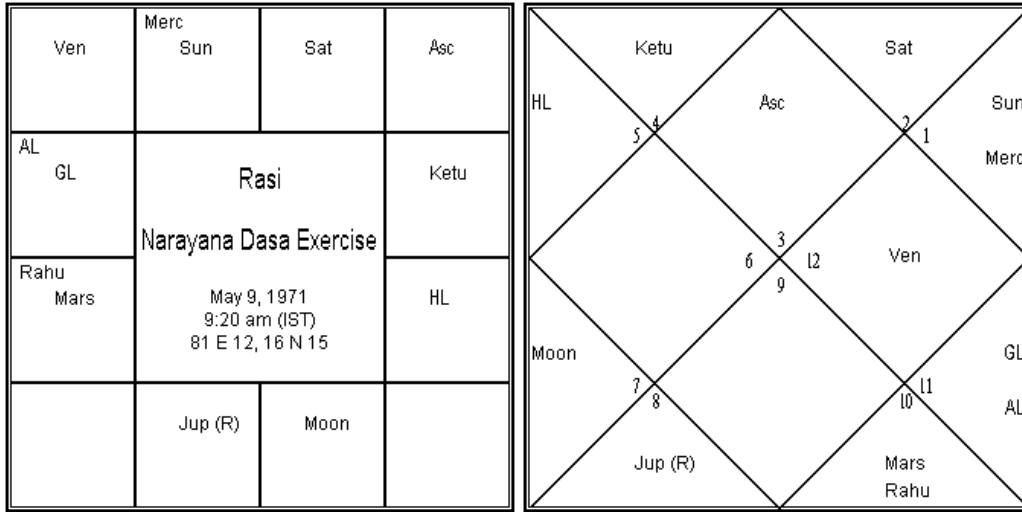 Ven
Merc
Sun
Sat
Asc
AL
GL
Ketu
Rahu
Mars
HL
Jup (R)
Moon
Rasi
Narayana Dasa Exercise
May 9, 1971
9:20 am (IST)
81 E 12, 16 N 15
Ketu
Sat
HL
Asc
Sun
Merc
4
5
2
1
3
6
12
9
Ven
Moon
GL
AL
7
8
11
10
Jup (R)
Mars
Rahu